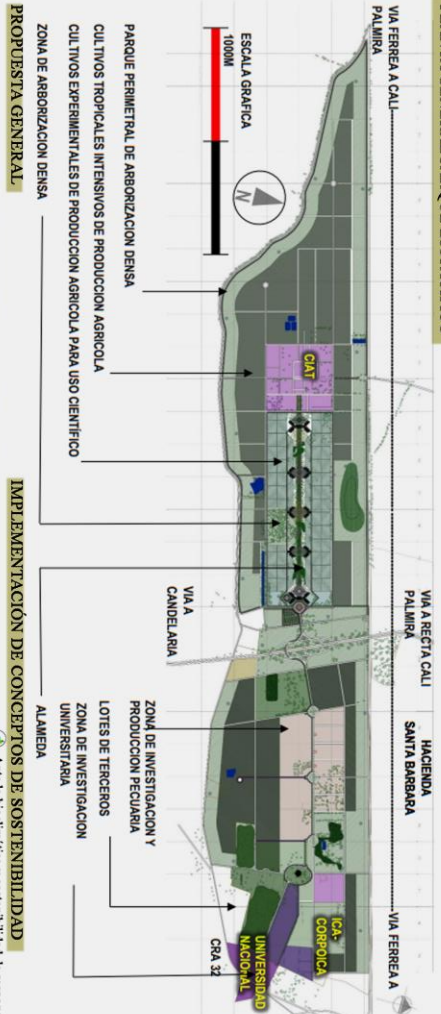 VIA FERREA A CALI-
PALMIRA
VIA A RECTA CALI
PALMIRA
HACIENDA
SANTA BARBARA
VIA FERREA A
ESCALA GRAFICA
1000M
N
CIAT
ICA-
CORPOICA
UNIVERSIDAD
NACIONAL
CRA 32
VIA A
CANDELARIA
PARQUE PERIMETRAL DE ARBORIZACION DENSA
CULTIVOS TROPICALES INTENSIVOS DE PRODUCCION AGRICOLA
CULTIVOS EXPERIMENTALES DE PRODUCCION AGRICOLA PARA USO CIENTÍFICO
ZONA DE ARBORIZACION DENSA
ZONA DE INVESTIGACION Y
PRODUCCION PECUARIA
LOTES DE TERCEROS
ZONA DE INVESTIGACION
UNIVERSITARIA
ALAMEDA
PROPUESTA GENERAL
IMPLEMENTACIÓN DE CONCEPTOS DE SOSTENIBILIDAD